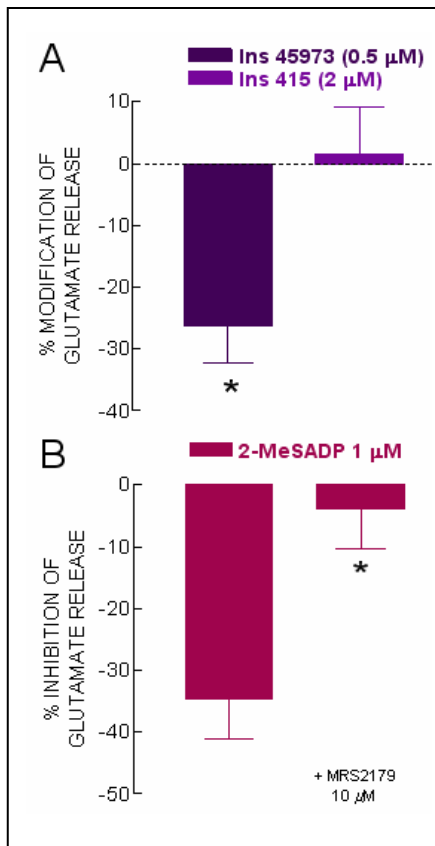 A
Ins 45973 (0.5 µM)
Ins 415 (2 µM)
% MODIFICATION OF
GLUTAMATE RELEASE
10
0
-10
-20
-30
-40
*
B
2-MeSADP 1 µM
% INHIBITION OF
GLUTAMATE RELEASE
0
-10
-20
-30
-40
-50
*
+ MRS2179
10 µM